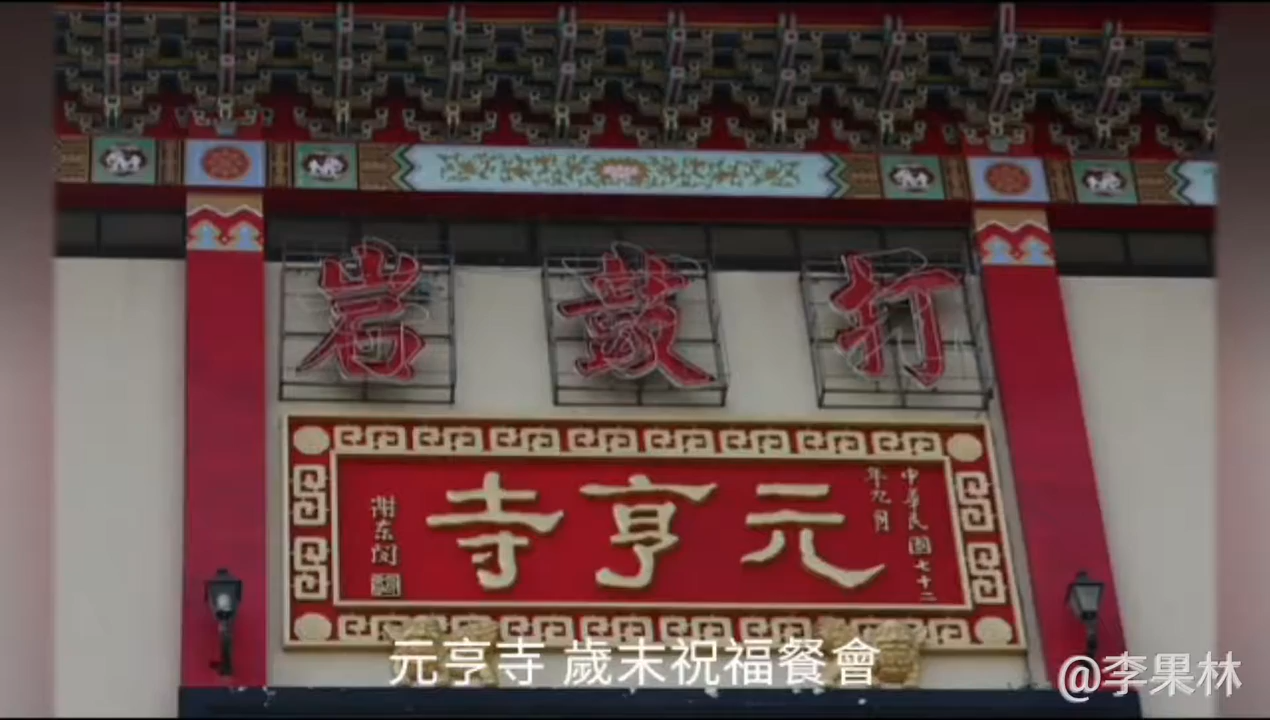 打鼓岩
中華民國七十二
年九月
元亨寺
謝东閔
元亨寺 歲末祝福餐會
@李果林